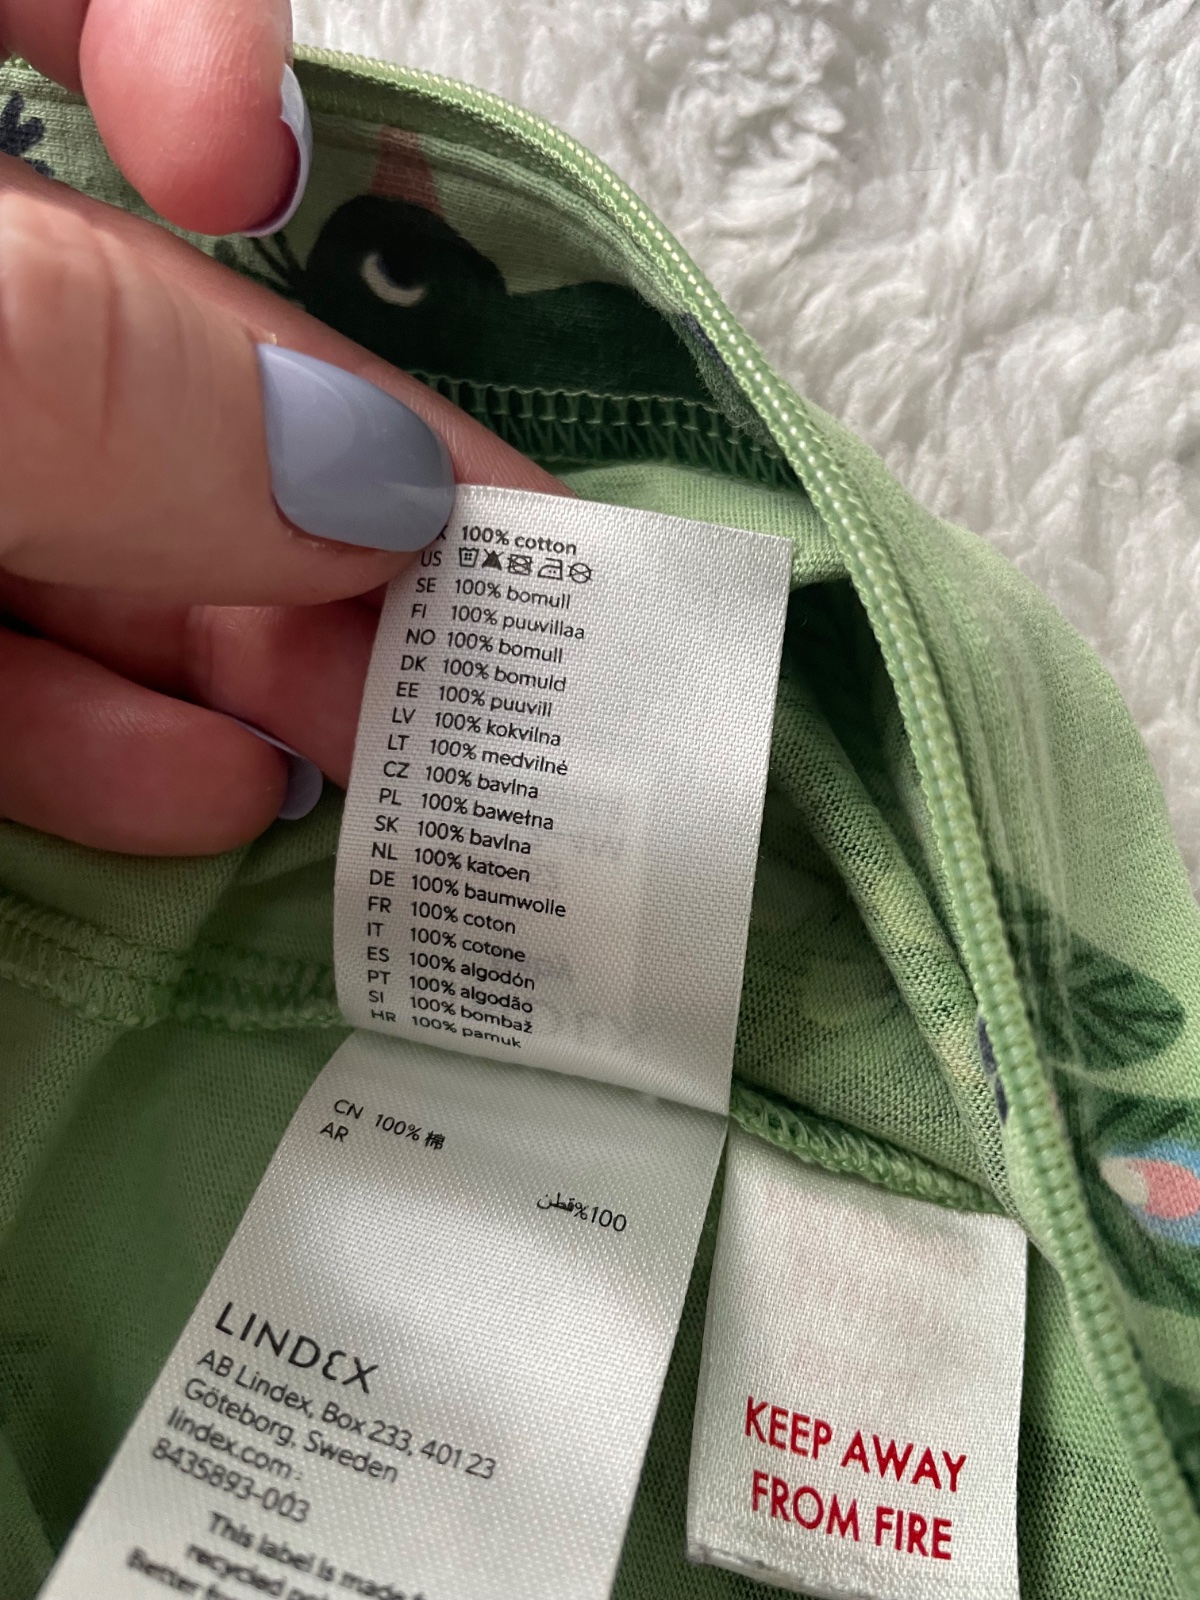 100% cotton
US
SE 100% bomull
FI 100% puuvillaa
NO 100% bomull
DK 100% bomuld
EE 100% puuvill
LV 100% kokvilna
LT 100% medvilnė
CZ 100% bavlna
PL 100% bawełna
SK 100% bavlna
NL 100% katoen
DE 100% baumwolle
FR 100% coton
IT 100% cotone
ES 100% algodón
PT 100% algodão
SI 100% bombaž
HR 100% pamuk
CN 100% 棉
AR
100%قطن
LINDEX
AB Lindex, Box 233, 401 23
Göteborg, Sweden
lindex.com
8435893-003
This label is made
recycled
Better
KEEP AWAY
FROM FIRE